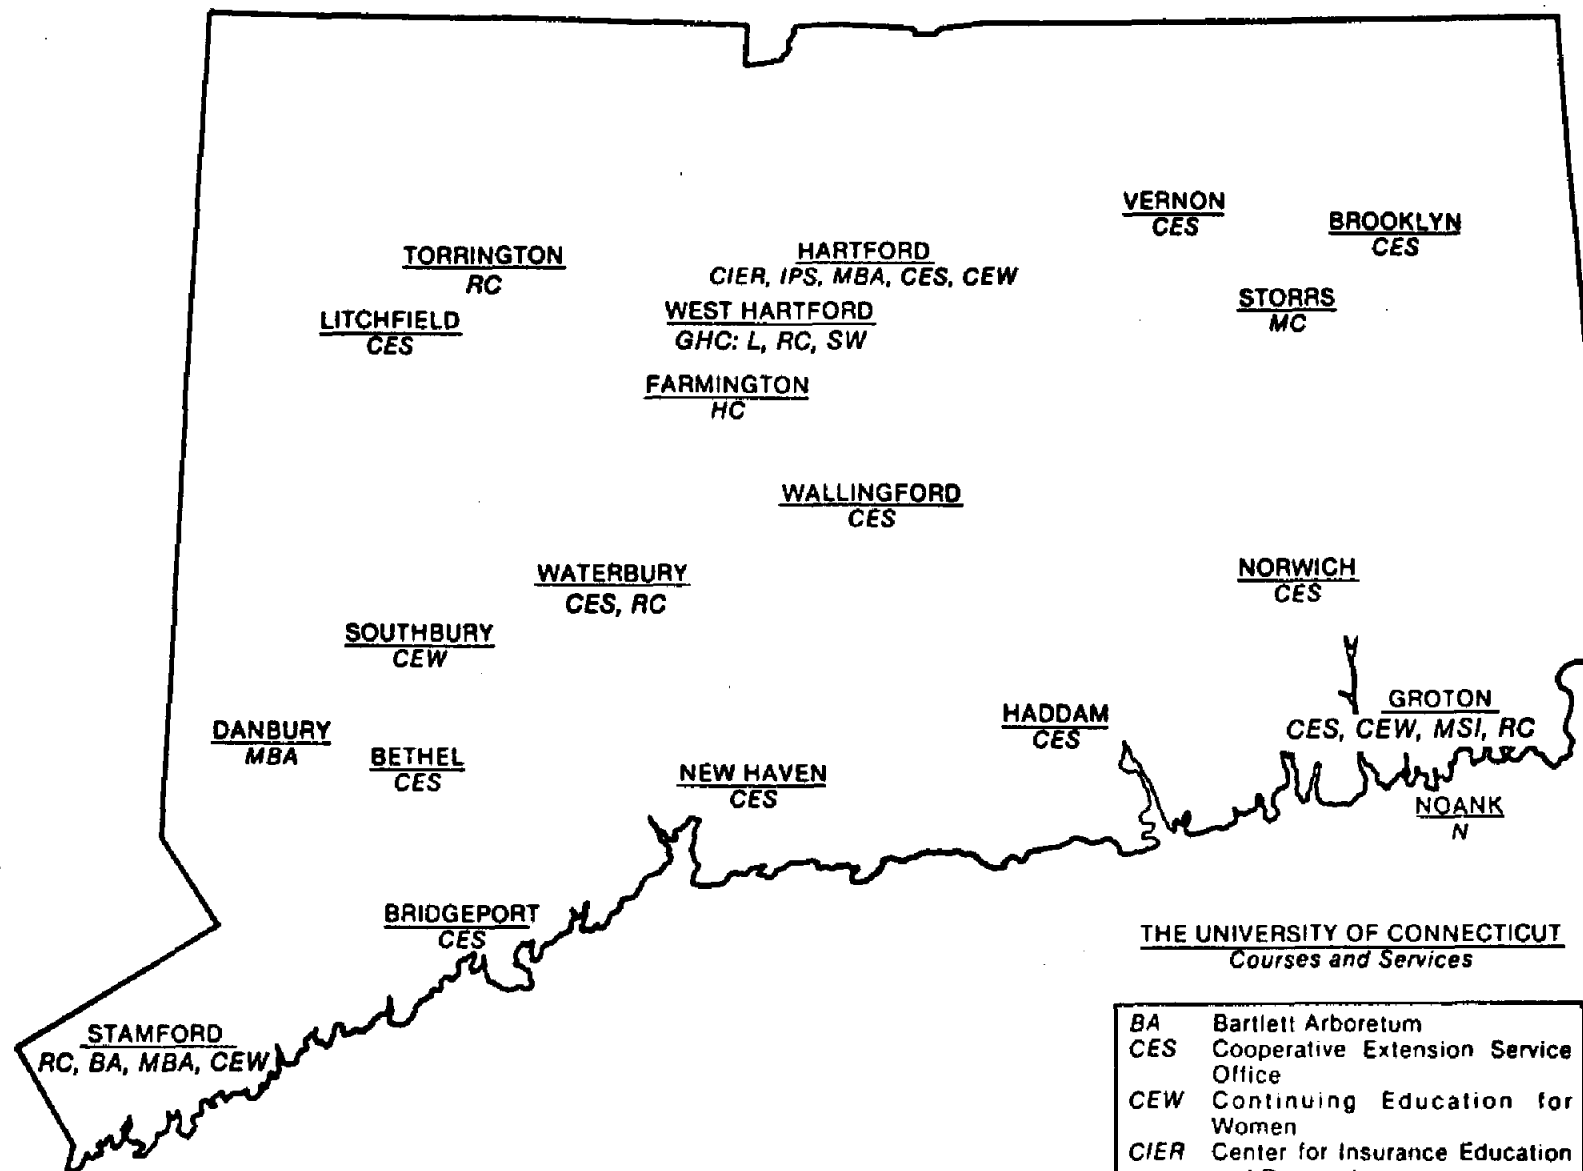 VERNON
CES
BROOKLYN
CES
TORRINGTON
RC
HARTFORD
CIER, IPS, MBA, CES, CEW
STORRS
MC
LITCHFIELD
CES
WEST HARTFORD
GHC: L, RC, SW
FARMINGTON
HC
WALLINGFORD
CES
WATERBURY
CES, RC
NORWICH
CES
SOUTHBURY
CEW
DANBURY
MBA
BETHEL
CES
NEW HAVEN
CES
HADDAM
CES
GROTON
CES, CEW, MSI, RC
NOANK
N
BRIDGEPORT
CES
STAMFORD
RC, BA, MBA, CEW
THE UNIVERSITY OF CONNECTICUT
Courses and Services
BA Bartlett Arboretum
CES Cooperative Extension Service
Office
CEW Continuing Education for
Women
CIER Center for Insurance Education